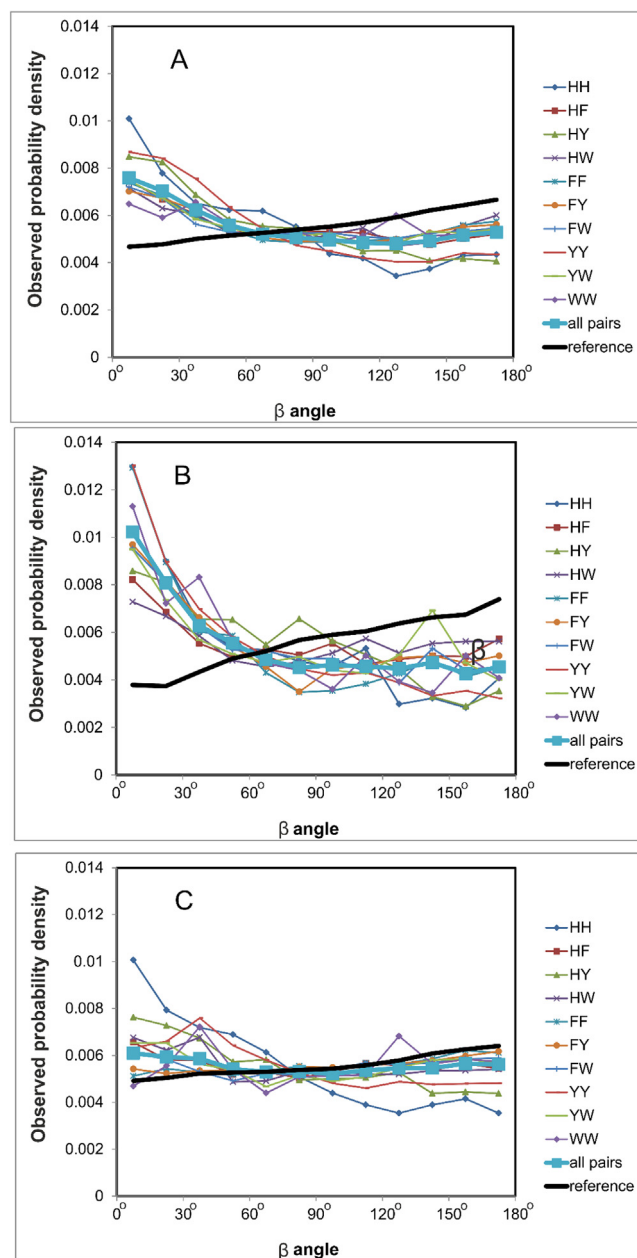 A
Observed probability density
0.014
0.012
0.01
0.008
0.006
0.004
0.002
0
0° 30° 60° 90° 120° 150° 180°
β angle
HH
HF
HY
HW
FF
FY
FW
YY
YW
WW
all pairs
reference
B
Observed probability density
0.014
0.012
0.01
0.008
0.006
0.004
0.002
0
0° 30° 60° 90° 120° 150° 180°
β angle
β
HH
HF
HY
HW
FF
FY
FW
YY
YW
WW
all pairs
reference
C
Observed probability density
0.014
0.012
0.01
0.008
0.006
0.004
0.002
0
0° 30° 60° 90° 120° 150° 180°
β angle
HH
HF
HY
HW
FF
FY
FW
YY
YW
WW
all pairs
reference